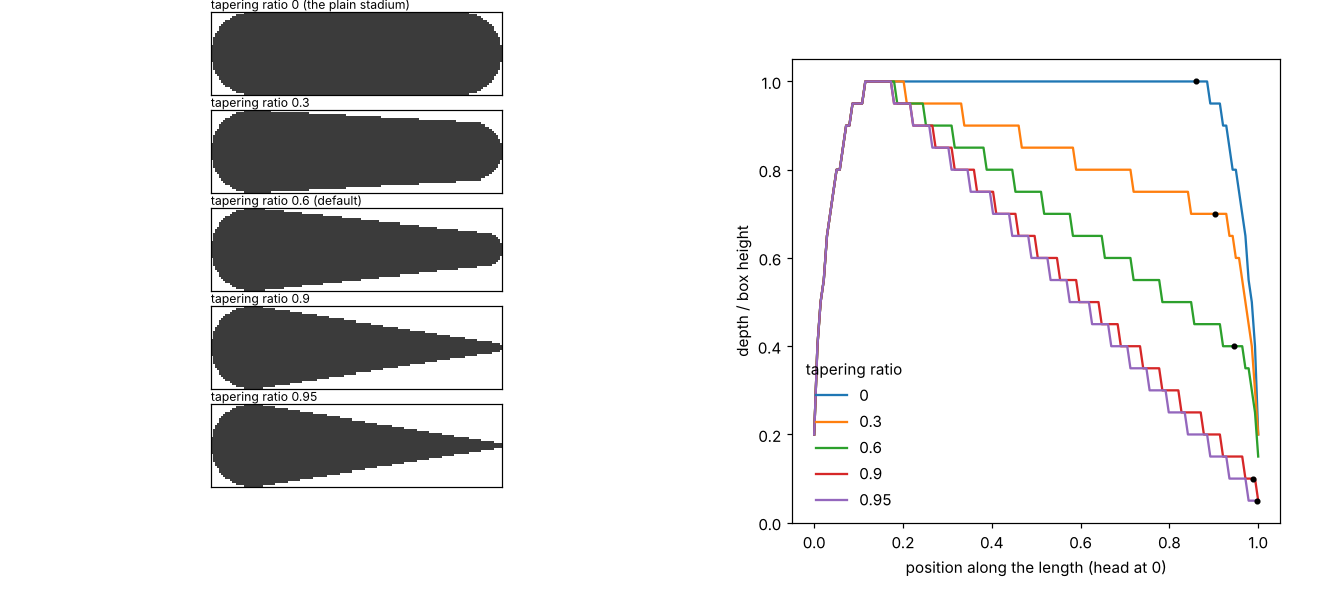 tapering ratio 0 (the plain stadium)
tapering ratio 0.3
tapering ratio 0.6 (default)
tapering ratio 0.9
tapering ratio 0.95
1.0
0.8
0.6
0.4
0.2
0.0
depth / box height
tapering ratio
0
0.3
0.6
0.9
0.95
0.0 0.2 0.4 0.6 0.8 1.0
position along the length (head at 0)